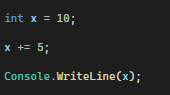 int x = 10;
x += 5;
Console.WriteLine(x);